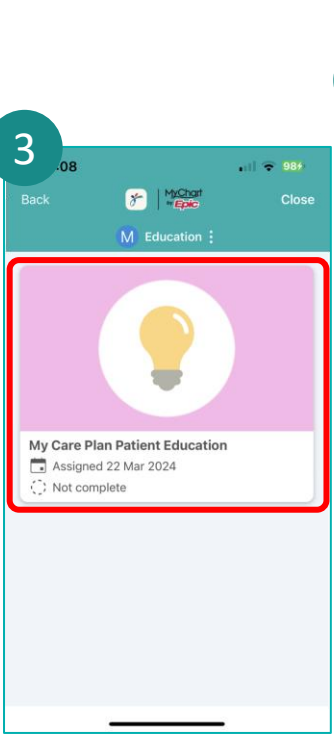 3
:08
98
Back
MyChart
by Epic
Close
M Education
My Care Plan Patient Education
Assigned 22 Mar 2024
Not complete